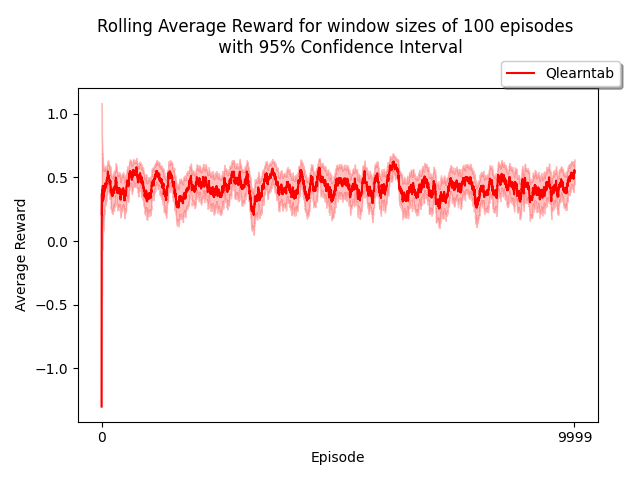 Rolling Average Reward for window sizes of 100 episodes
with 95% Confidence Interval
Qlearntab
1.0
0.5
0.0
−0.5
−1.0
Average Reward
0
9999
Episode